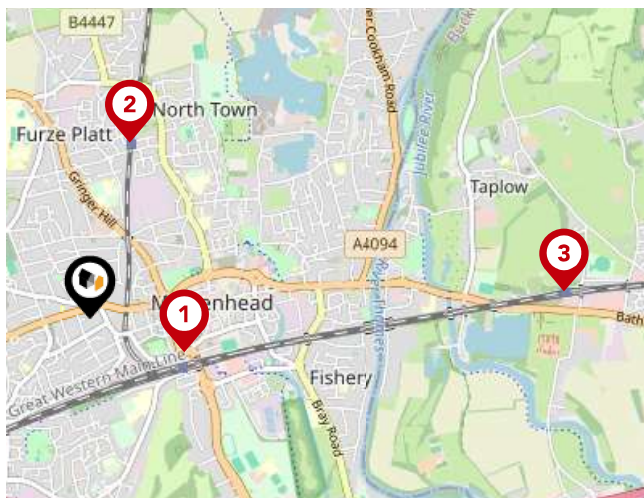 B4447
Cookham Road
2
North Town
Furze Platt
Jubilee River
Gringer Hill
Taplow
A4094
3
River Thames
Maidenhead
1
Bath
Great Western Main Line
Fishery
Bray Road